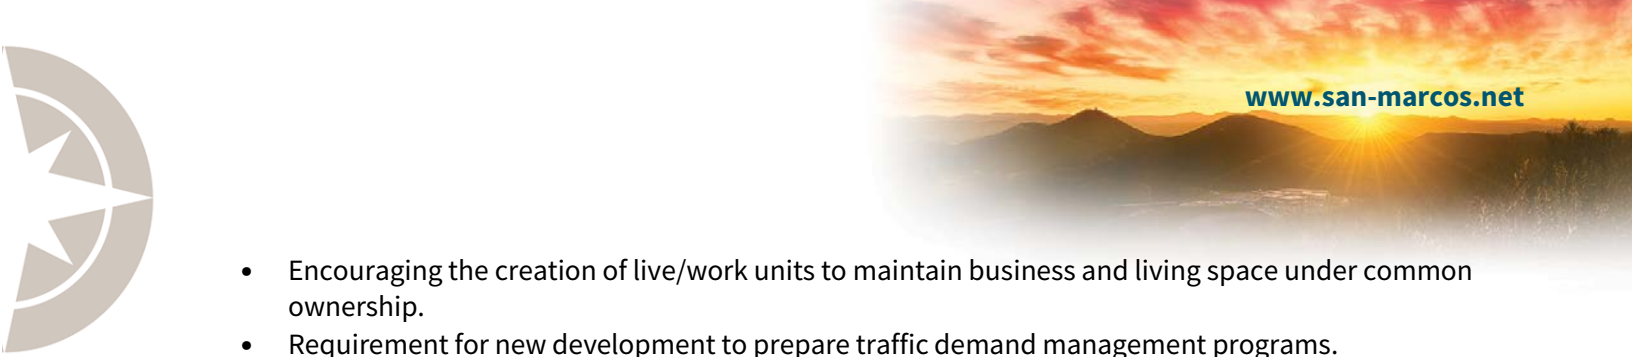 www.san-marcos.net
• Encouraging the creation of live/work units to maintain business and living space under common
ownership.
• Requirement for new development to prepare traffic demand management programs.